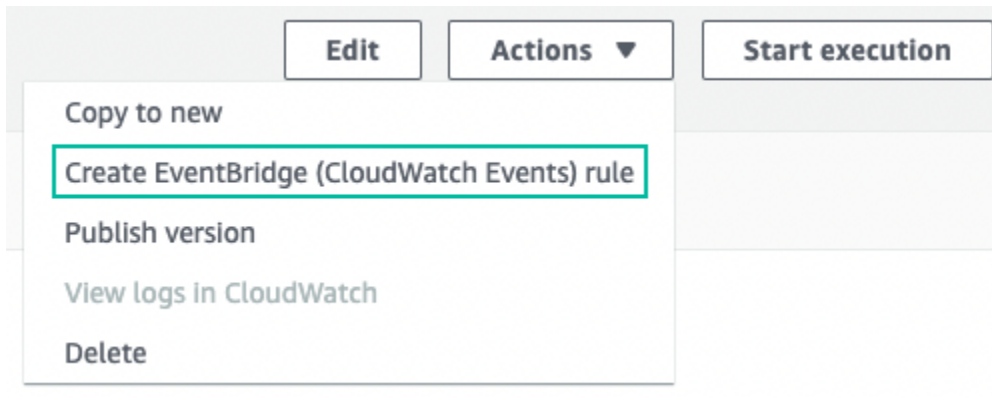 Edit
Actions
Start execution
Copy to new
Create EventBridge (CloudWatch Events) rule
Publish version
View logs in CloudWatch
Delete